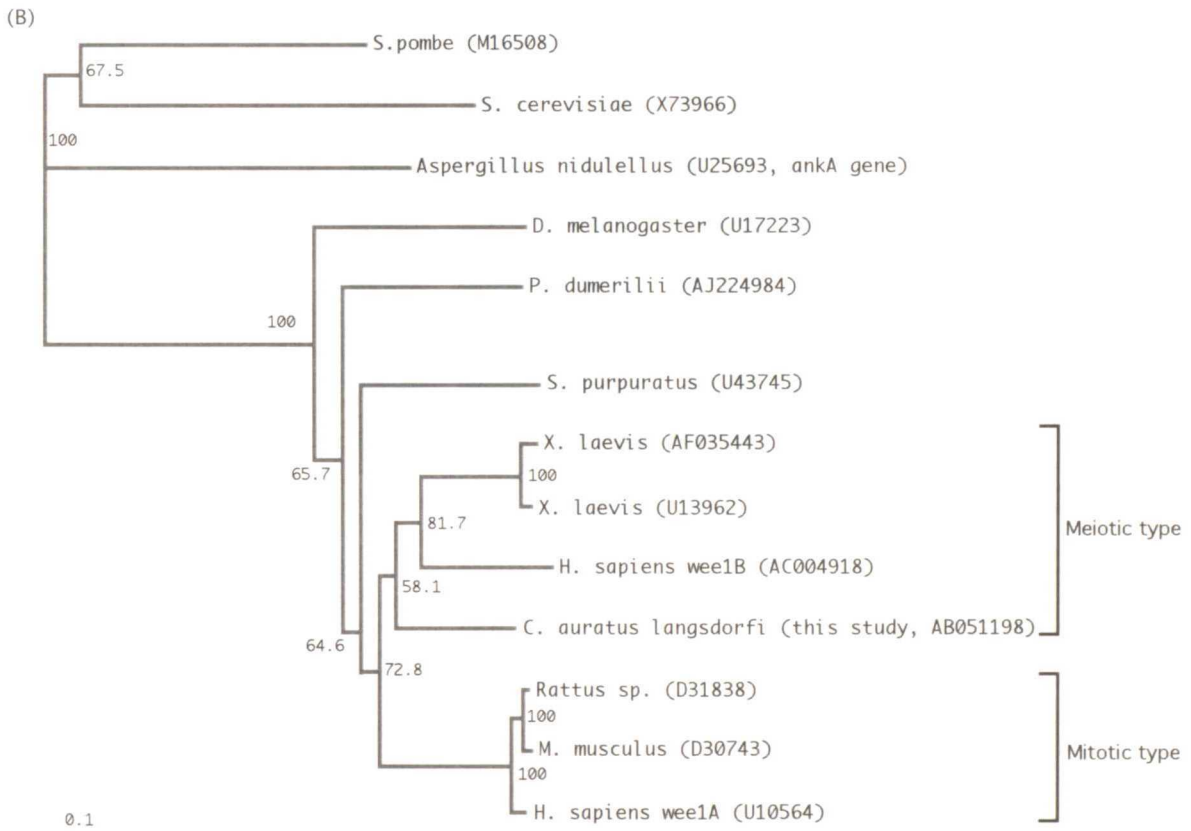 (B)
S.pombe (M16508)
67.5
S. cerevisiae (X73966)
100
Aspergillus nidulellus (U25693, ankA gene)
D. melanogaster (U17223)
P. dumerilii (AJ224984)
100
S. purpuratus (U43745)
X. laevis (AF035443)
65.7
100
X. laevis (U13962)
81.7
Meiotic type
H. sapiens wee1B (AC004918)
58.1
C. auratus langsdorfi (this study, AB051198)
64.6
72.8
Rattus sp. (D31838)
100
M. musculus (D30743)
Mitotic type
100
H. sapiens wee1A (U10564)
0.1